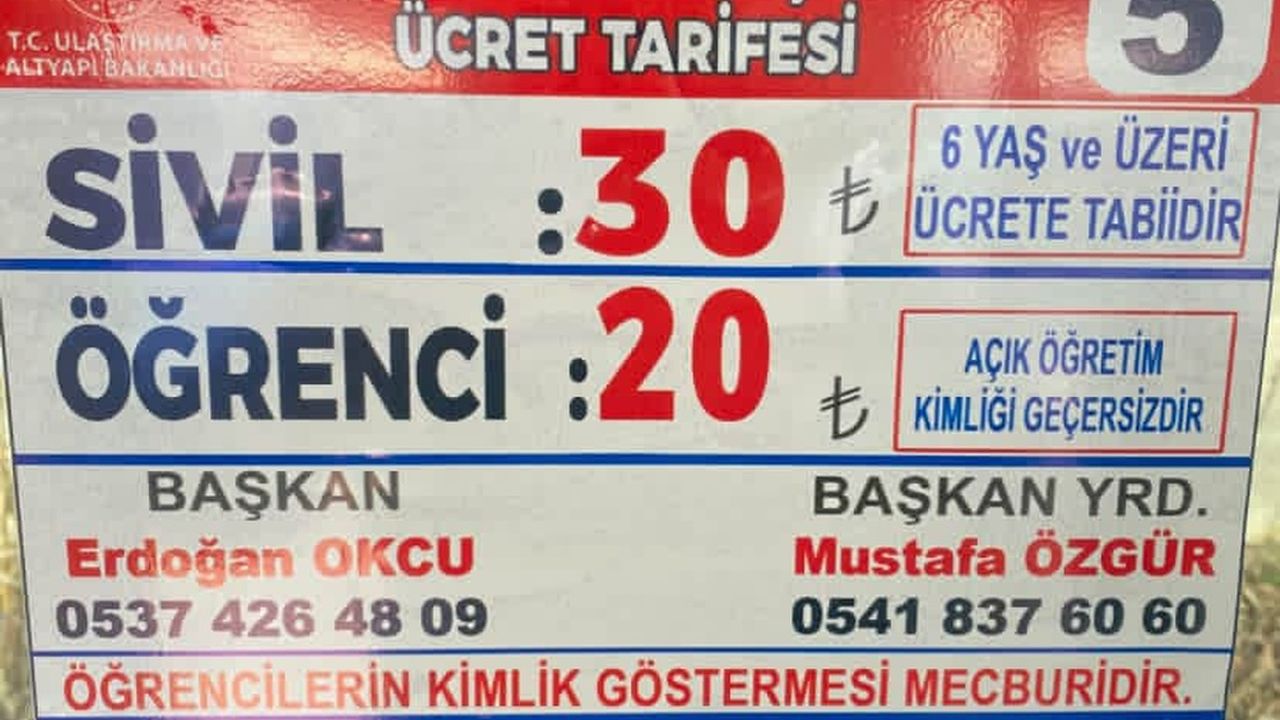 T.C. ULAŞTIRMA VE
ALTYAPI BAKANLIĞI
ÜCRET TARİFESİ
5
SİVİL :30 ₺
6 YAŞ ve ÜZERİ
ÜCRETE TABİİDİR
ÖĞRENCİ :20 ₺
AÇIK ÖĞRETİM
KİMLİĞİ GEÇERSİZDİR
BAŞKAN
Erdoğan OKCU
0537 426 48 09
BAŞKAN YRD.
Mustafa ÖZGÜR
0541 837 60 60
ÖĞRENCİLERİN KİMLİK GÖSTERMESİ MECBURİDİR.